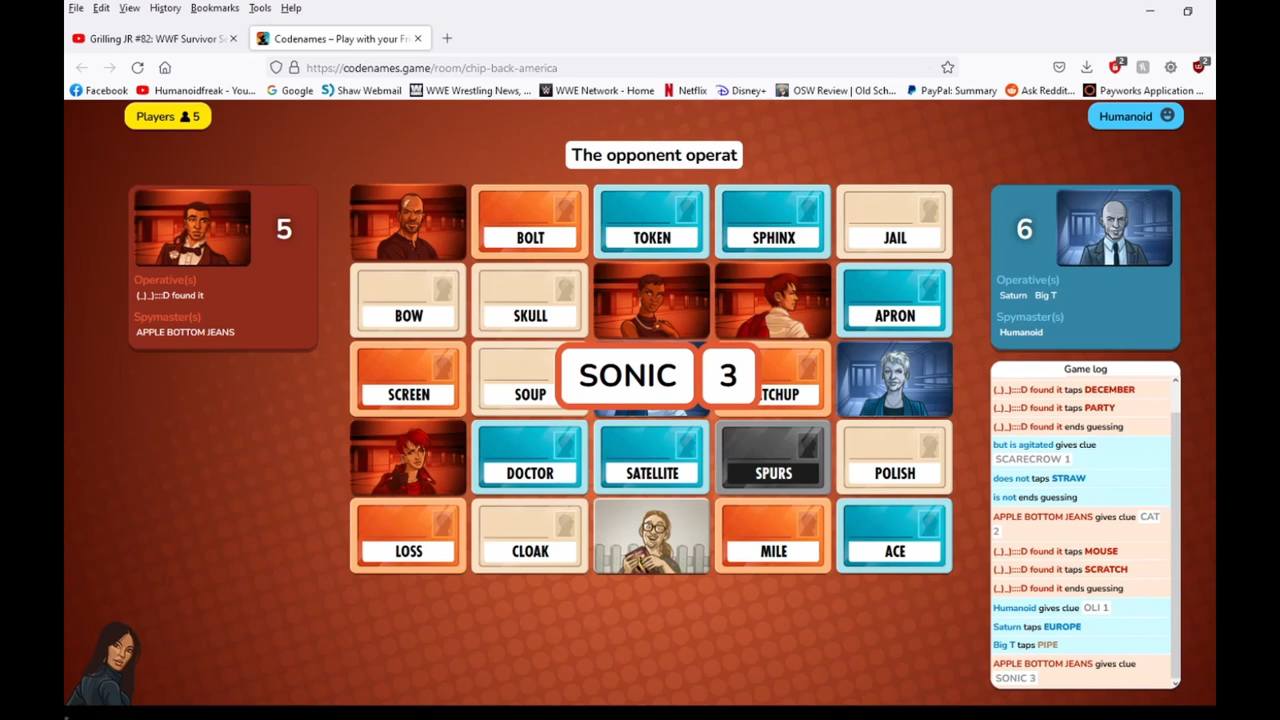 File Edit View History Bookmarks Tools Help
Grilling JR #82: WWF Survivor Se
Codenames – Play with your Fri
https://codenames.game/room/chip-back-america
2
2
Facebook
Humanoidfreak - You...
Google
Shaw Webmail
WWE Wrestling News, ...
WWE Network - Home
Netflix
Disney+
OSW Review | Old Sch...
PayPal: Summary
Ask Reddit...
Payworks Application ...
Players 5
Humanoid
The opponent operat
5
Operative(s)
(_)_):::::D found it
Spymaster(s)
APPLE BOTTOM JEANS
BOLT
TOKEN
SPHINX
JAIL
BOW
SKULL
APRON
SCREEN
SOUP
TCHUP
SONIC 3
DOCTOR
SATELLITE
SPURS
POLISH
LOSS
CLOAK
MILE
ACE
6
Operative(s)
Saturn Big T
Spymaster(s)
Humanoid
Game log
(_)_):::::D found it taps DECEMBER
(_)_):::::D found it taps PARTY
(_)_):::::D found it ends guessing
but is agitated gives clue
SCARECROW 1
does not taps STRAW
is not ends guessing
APPLE BOTTOM JEANS gives clue CAT
2
(_)_):::::D found it taps MOUSE
(_)_):::::D found it taps SCRATCH
(_)_):::::D found it ends guessing
Humanoid gives clue OLI 1
Saturn taps EUROPE
Big T taps PIPE
APPLE BOTTOM JEANS gives clue
SONIC 3